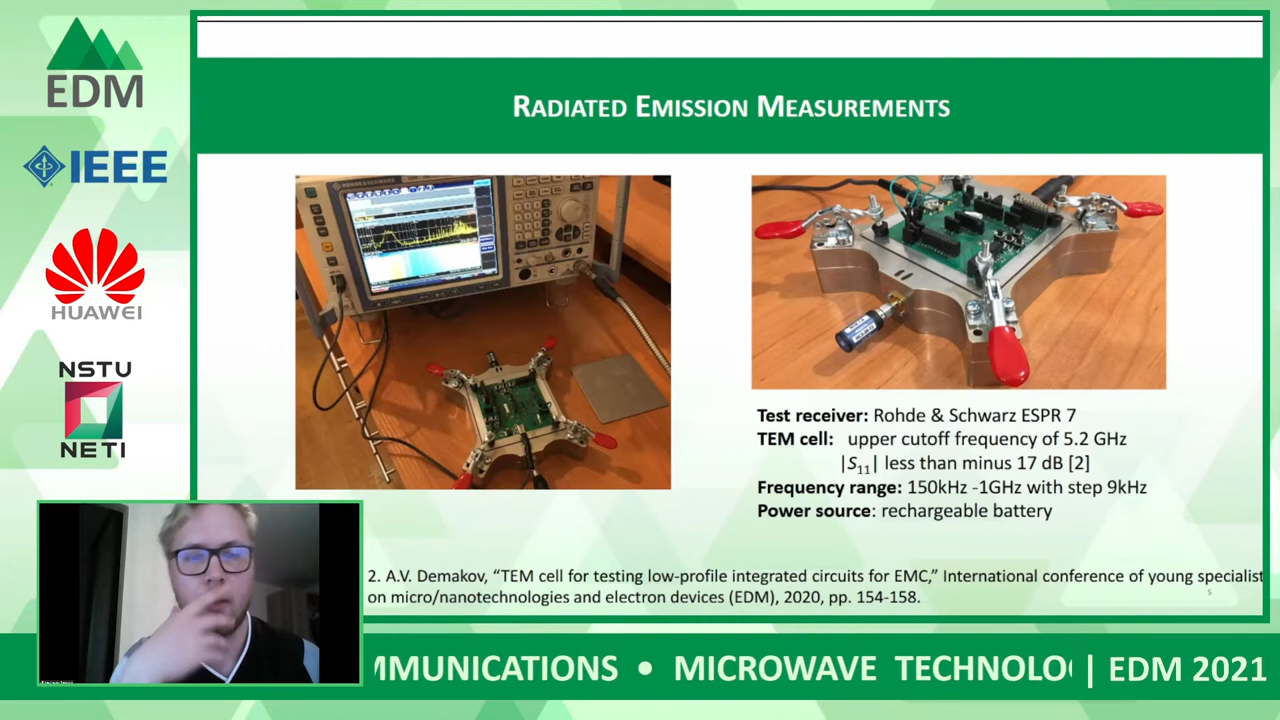 EDM
IEEE
HUAWEI
NSTU
NETI
RADIATED EMISSION MEASUREMENTS
ROHDE & SCHWARZ
Test receiver: Rohde & Schwarz ESPR 7
TEM cell: upper cutoff frequency of 5.2 GHz
|S₁₁| less than minus 17 dB [2]
Frequency range: 150kHz -1GHz with step 9kHz
Power source: rechargeable battery
2. A.V. Demakov, “TEM cell for testing low-profile integrated circuits for EMC,” International conference of young specialist
on micro/nanotechnologies and electron devices (EDM), 2020, pp. 154-158.
5
MMUNICATIONS • MICROWAVE TECHNOLO | EDM 2021